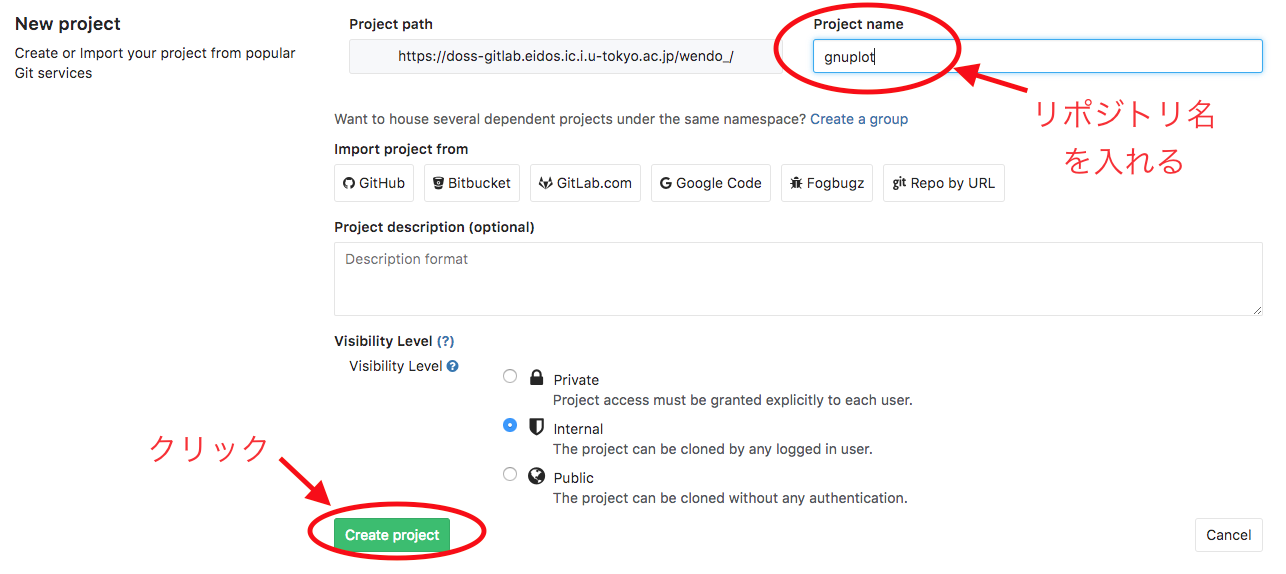 New project
Create or Import your project from popular
Git services
Project path
Project name
https://doss-gitlab.eidos.ic.i.u-tokyo.ac.jp/wendo_/
gnuplot
リポジトリ名
を入れる
Want to house several dependent projects under the same namespace? Create a group
Import project from
GitHub
Bitbucket
GitLab.com
Google Code
Fogbugz
git Repo by URL
Project description (optional)
Description format
Visibility Level (?)
Visibility Level ?
Private
Project access must be granted explicitly to each user.
Internal
The project can be cloned by any logged in user.
Public
The project can be cloned without any authentication.
クリック
Create project
Cancel